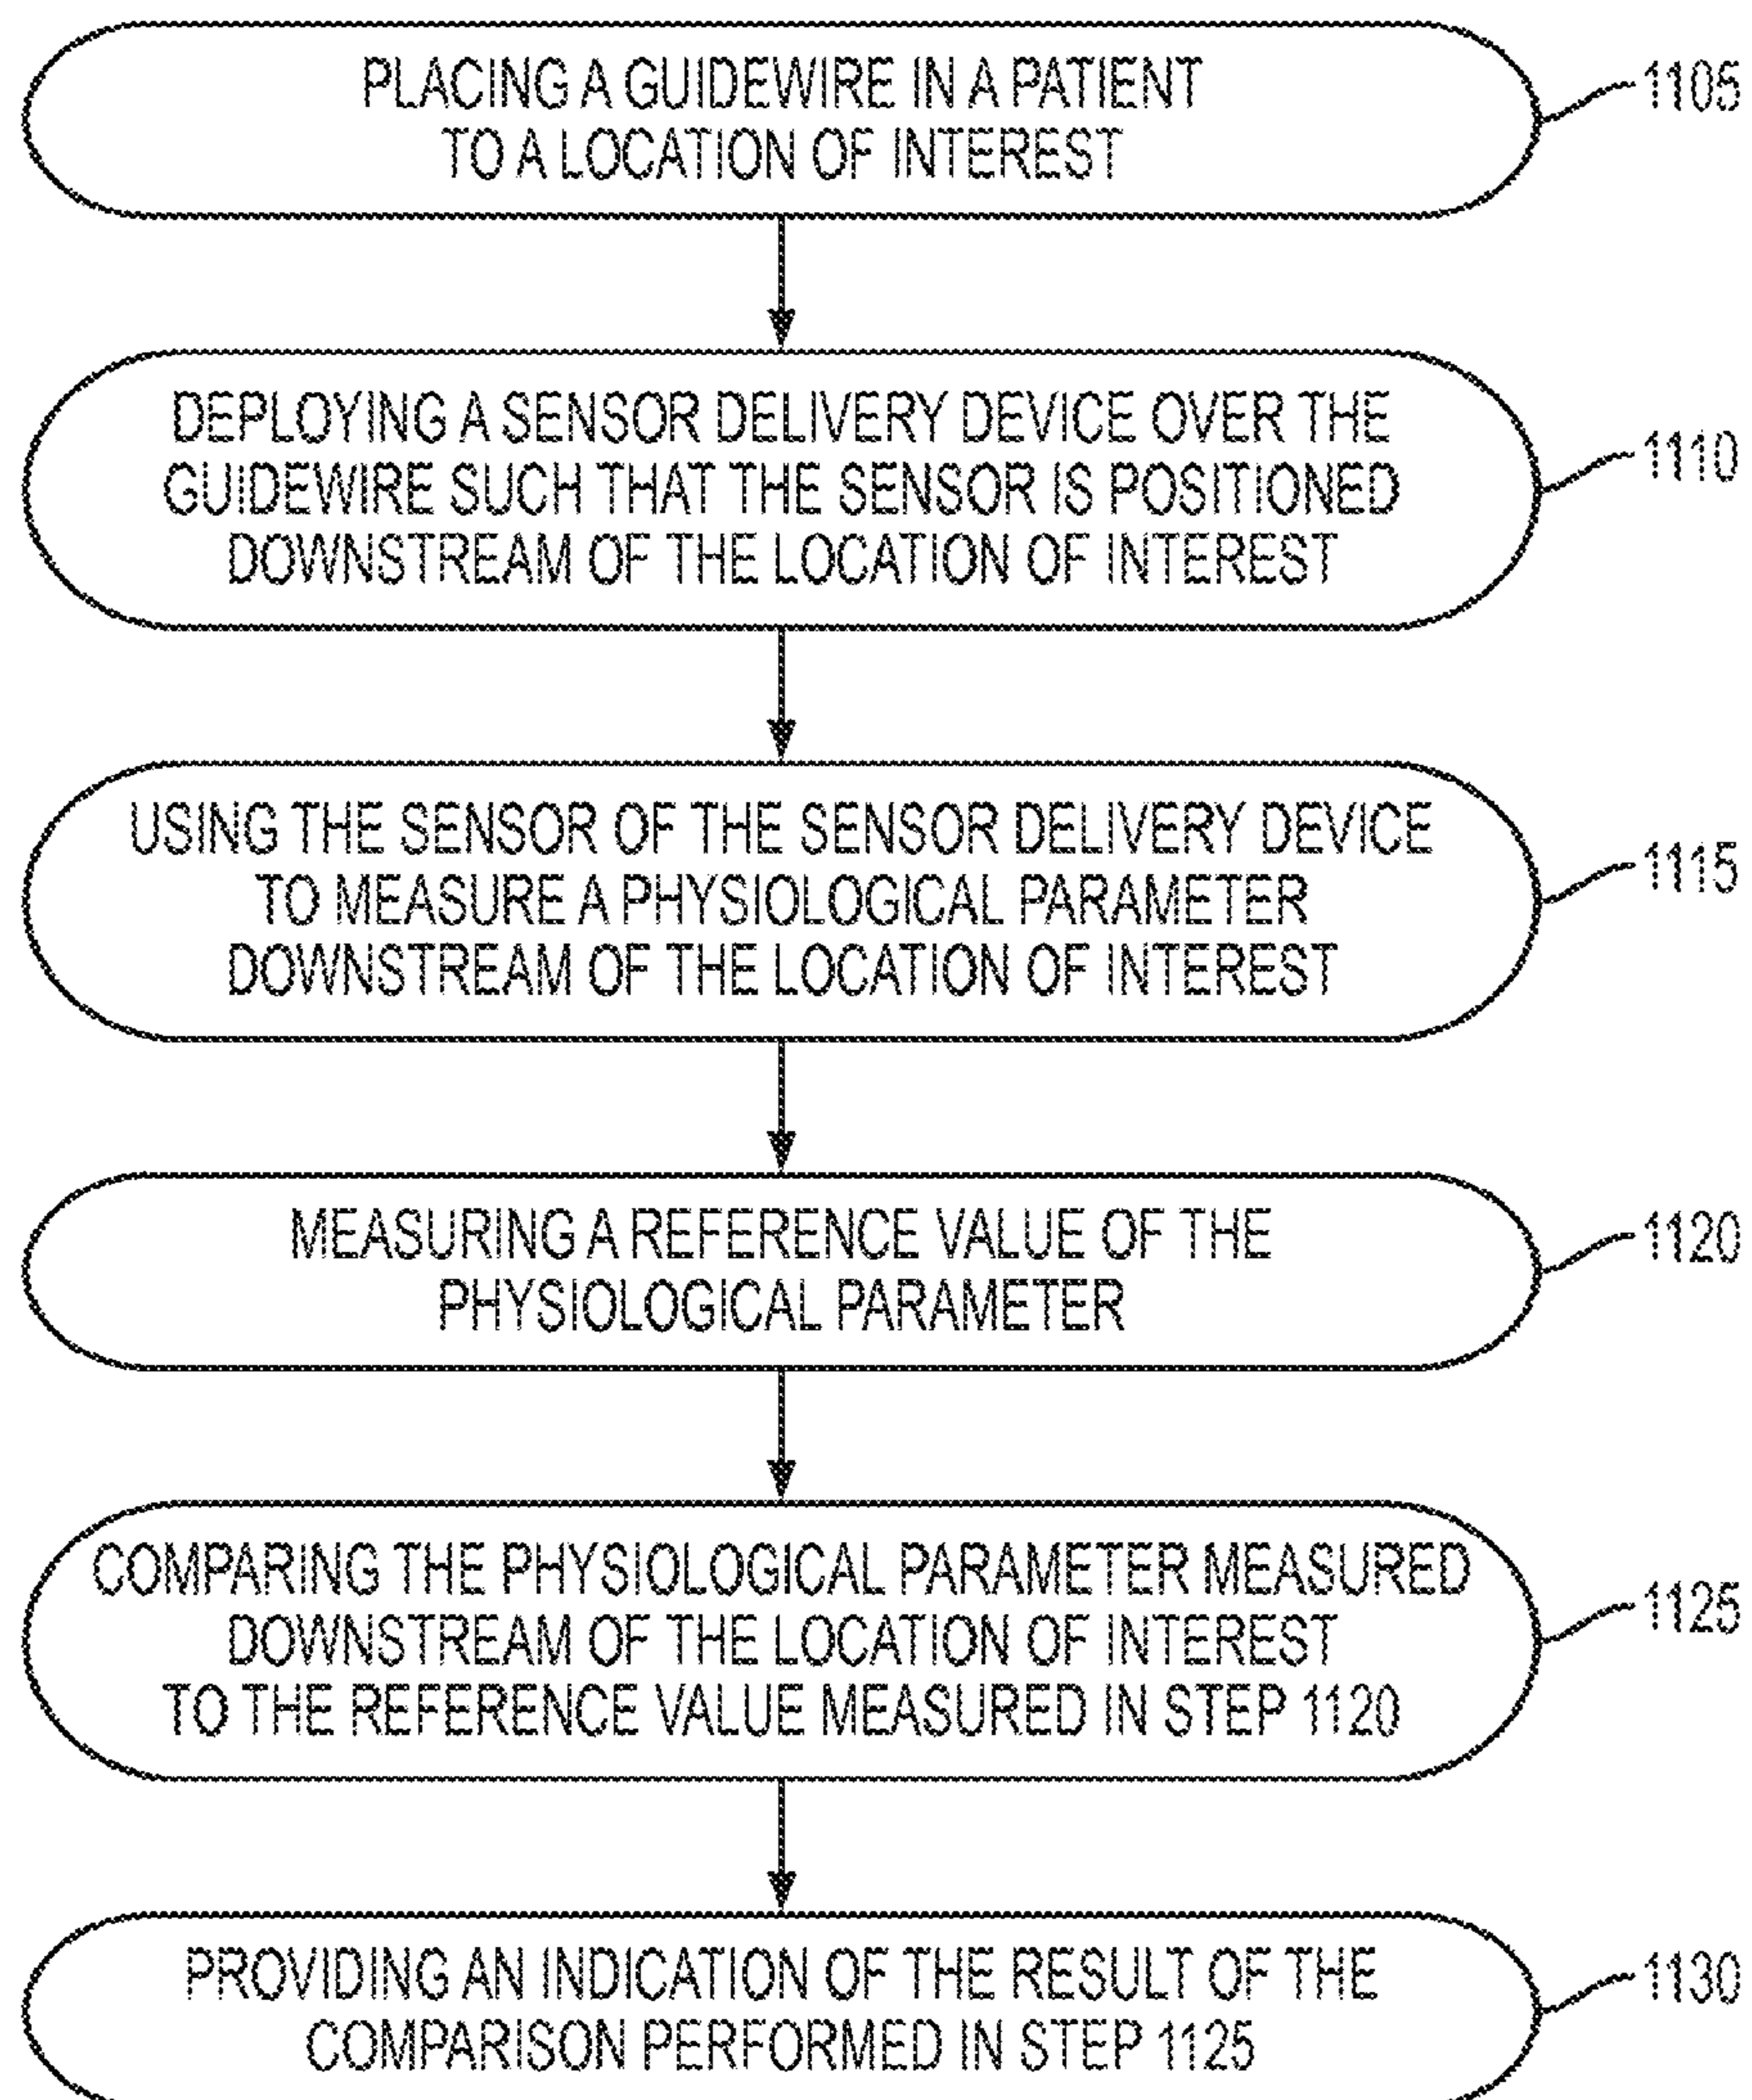 PLACING A GUIDEWIRE IN A PATIENT
TO A LOCATION OF INTEREST
1105
DEPLOYING A SENSOR DELIVERY DEVICE OVER THE
GUIDEWIRE SUCH THAT THE SENSOR IS POSITIONED
DOWNSTREAM OF THE LOCATION OF INTEREST
1110
USING THE SENSOR OF THE SENSOR DELIVERY DEVICE
TO MEASURE A PHYSIOLOGICAL PARAMETER
DOWNSTREAM OF THE LOCATION OF INTEREST
1115
MEASURING A REFERENCE VALUE OF THE
PHYSIOLOGICAL PARAMETER
1120
COMPARING THE PHYSIOLOGICAL PARAMETER MEASURED
DOWNSTREAM OF THE LOCATION OF INTEREST
TO THE REFERENCE VALUE MEASURED IN STEP 1120
1125
PROVIDING AN INDICATION OF THE RESULT OF THE
COMPARISON PERFORMED IN STEP 1125
1130